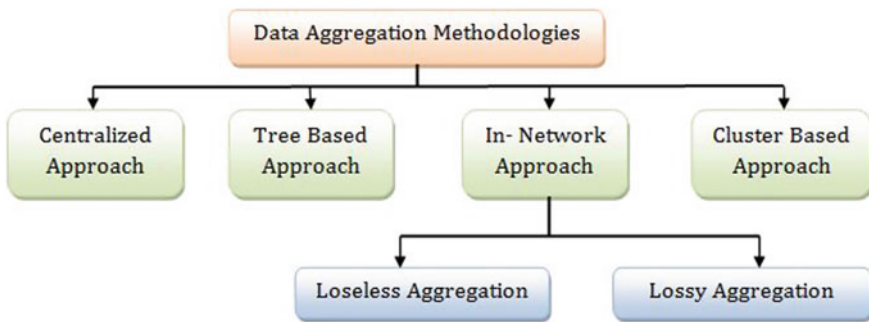 Data Aggregation Methodologies
Centralized
Approach
Tree Based
Approach
In- Network
Approach
Cluster Based
Approach
Loseless Aggregation
Lossy Aggregation